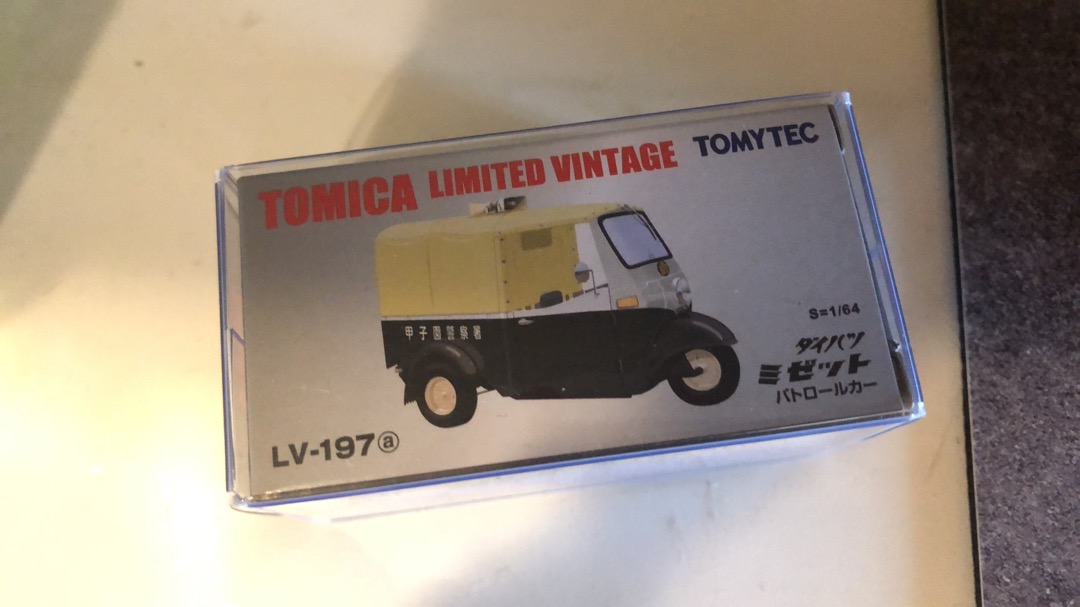 TOMICA LIMITED VINTAGE TOMYTEC
甲子園警察署
S=1/64
ダイハツ
ミゼット
パトロールカー
LV-197ⓐ